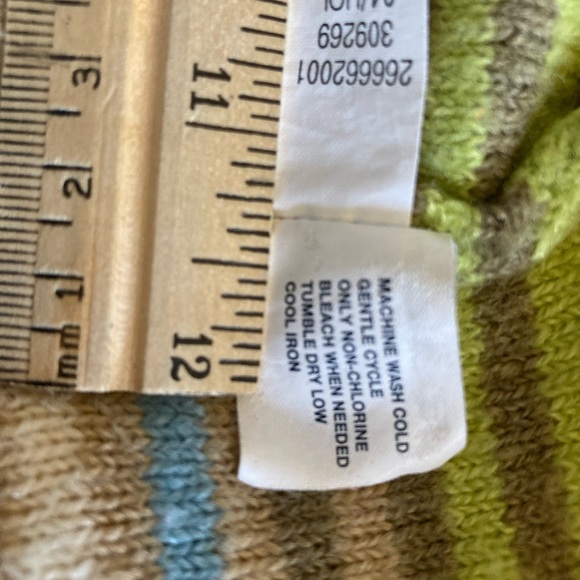 3
2
1
mm
11
12
309269
266662001
MACHINE WASH COLD
GENTLE CYCLE
ONLY NON-CHLORINE
BLEACH WHEN NEEDED
TUMBLE DRY LOW
COOL IRON